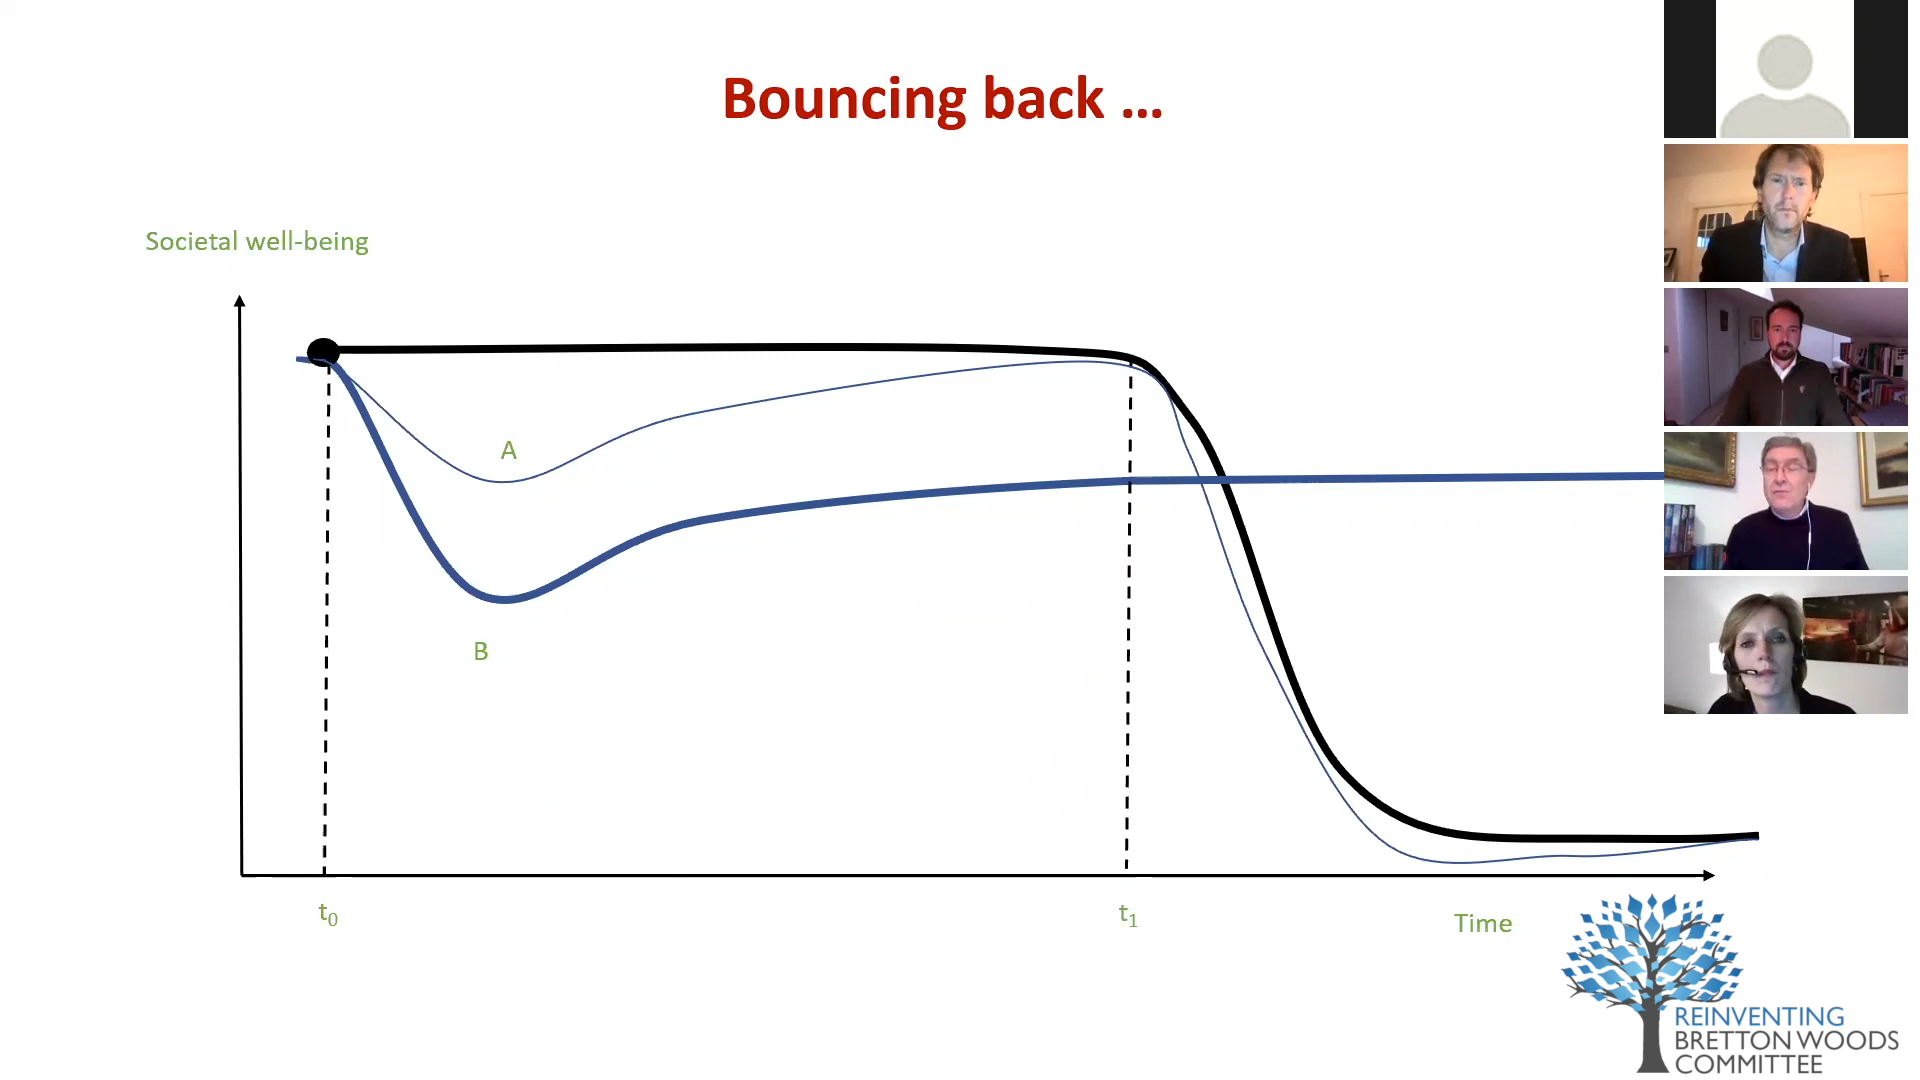 Bouncing back ...
Societal well-being
A
B
t₀
t₁
Time
REINVENTING
BRETTON WOODS
COMMITTEE